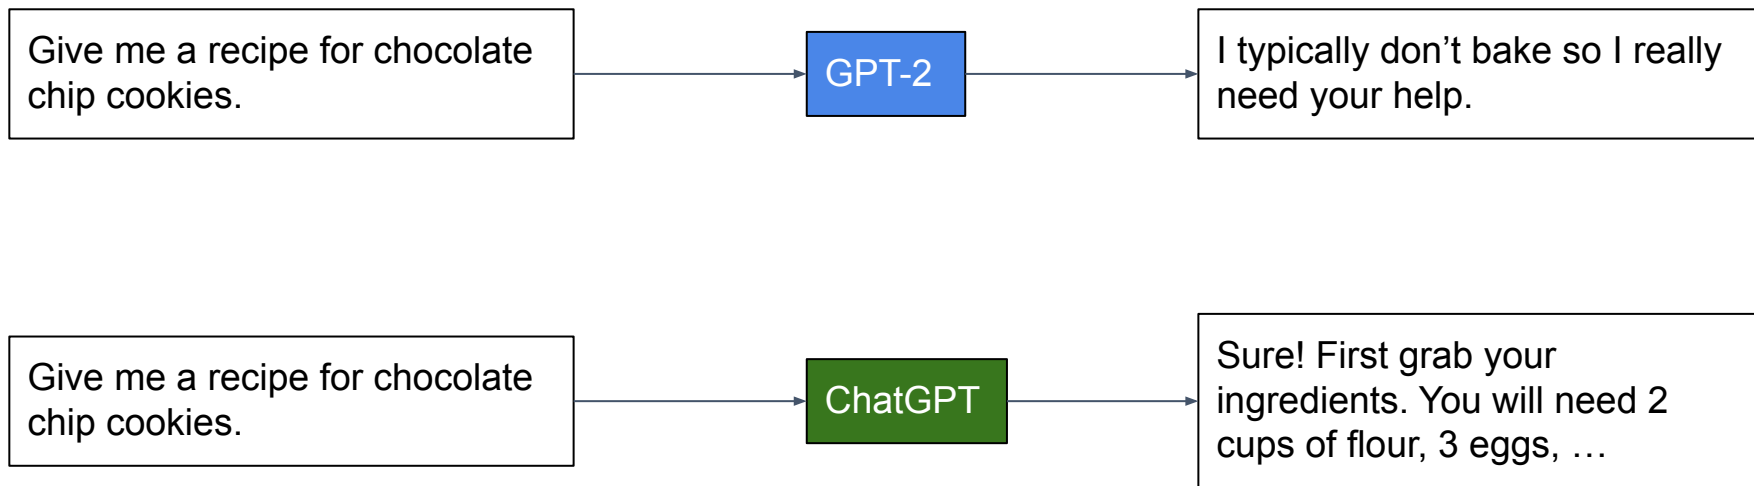 Give me a recipe for chocolate
chip cookies.
GPT-2
I typically don’t bake so I really
need your help.
Give me a recipe for chocolate
chip cookies.
ChatGPT
Sure! First grab your
ingredients. You will need 2
cups of flour, 3 eggs, …